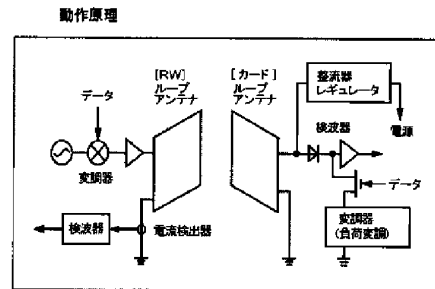 動作原理
[RW]
ループ
アンテナ
[カード]
ループ
アンテナ
整流器
レギュレータ
データ
検波器
電源
変調器
データ
検波器
電流検出器
変調器
(負荷変調)